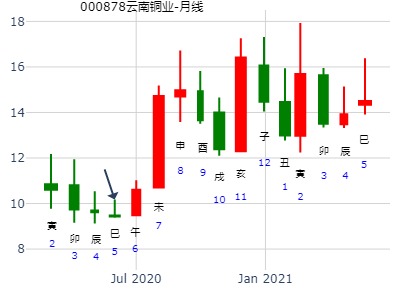 000878云南铜业-月线
18
16
14
12
10
8
寅
2
卯
3
辰
4
巳
5
午
6
未
7
申
8
酉
9
戌
10
亥
11
子
12
丑
1
寅
2
卯
3
辰
4
巳
5
Jul 2020
Jan 2021